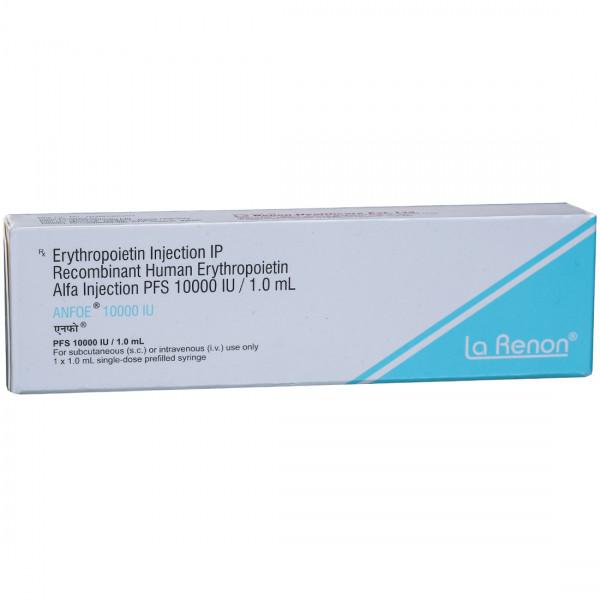 Rx Erythropoietin Injection IP
Recombinant Human Erythropoietin
Alfa Injection PFS 10000 IU / 1.0 mL
ANFOE® 10000 IU
एनफो®
PFS 10000 IU / 1.0 mL
For subcutaneous (s.c.) or intravenous (i.v.) use only
1 x 1.0 mL single-dose prefilled syringe
La Renon®